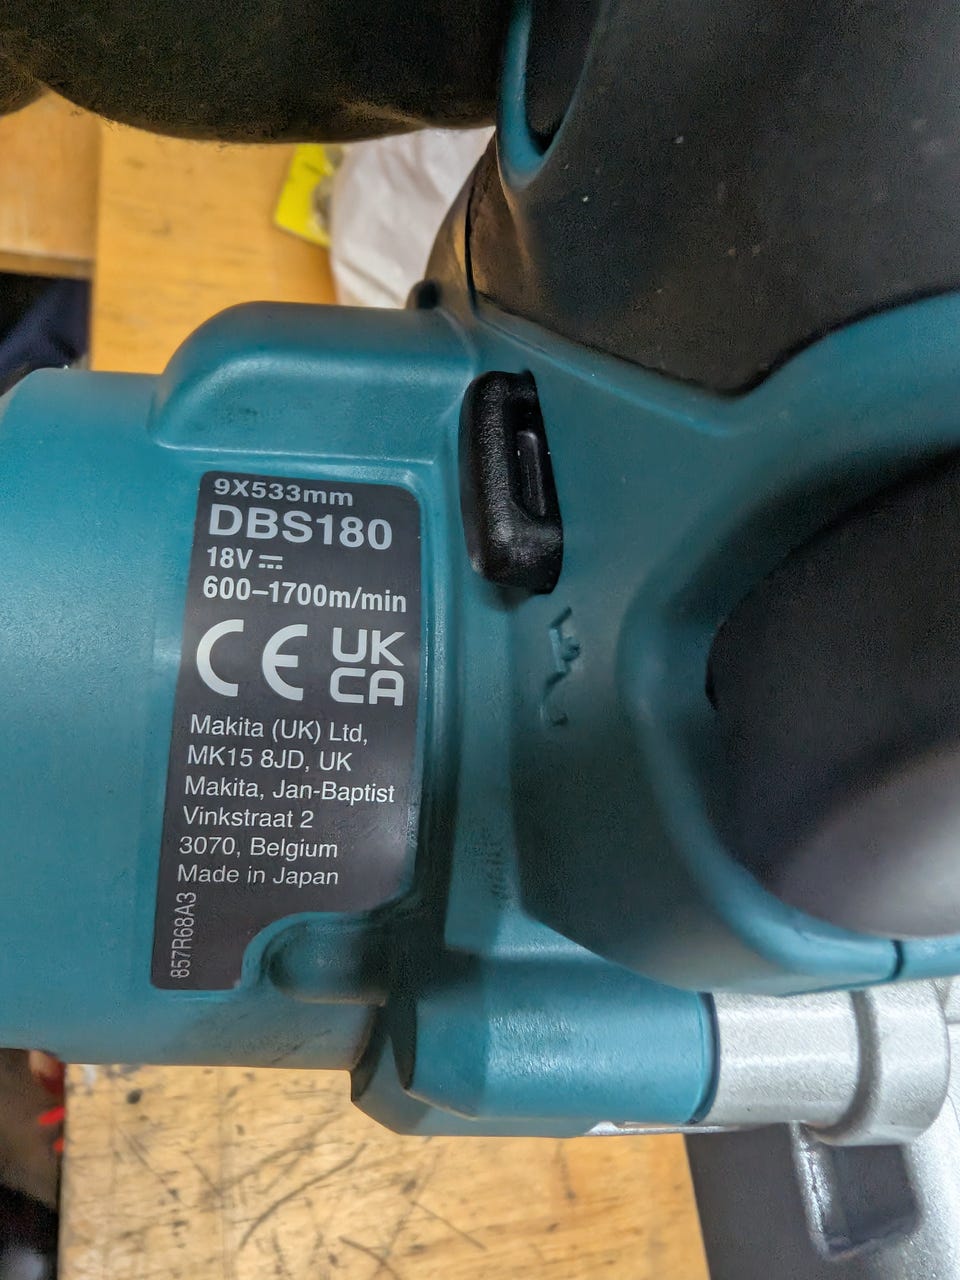 9X533mm
DBS180
18V⎓
600–1700m/min
CE UK
CA
Makita (UK) Ltd,
MK15 8JD, UK
Makita, Jan-Baptist
Vinkstraat 2
3070, Belgium
Made in Japan
857R68A3